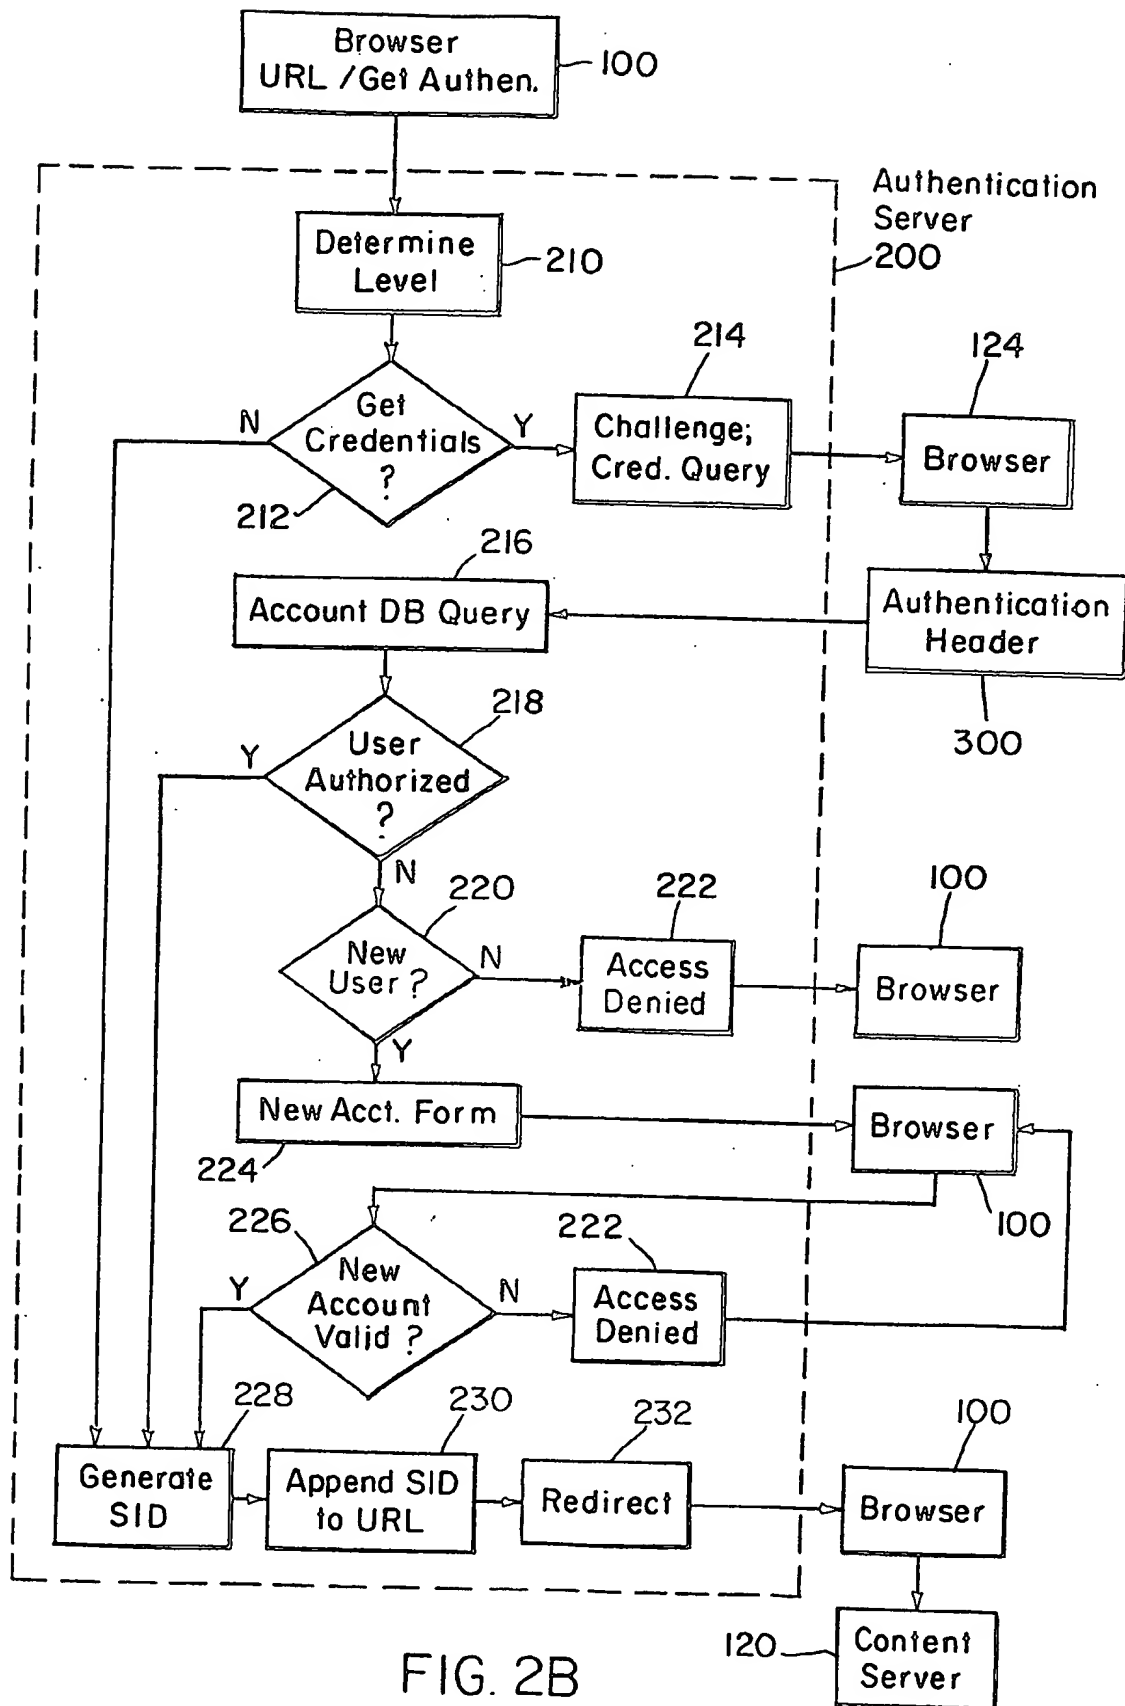 Browser
URL /Get Authen.
100
Authentication
Server
200
Determine
Level
210
214
124
Get
Credentials
?
N
Y
212
Challenge;
Cred. Query
Browser
216
Account DB Query
Authentication
Header
300
218
User
Authorized
?
Y
N
220
222
100
New
User ?
N
Y
Access
Denied
Browser
New Acct. Form
224
Browser
100
226
222
New
Account
Valid ?
Y
N
Access
Denied
228
230
232
100
Generate
SID
Append SID
to URL
Redirect
Browser
120
Content
Server
FIG. 2B